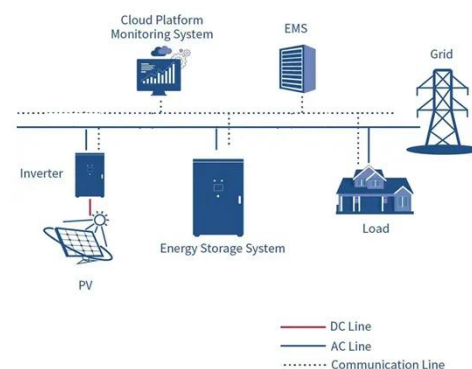 Cloud Platform
Monitoring System
EMS
Grid
Inverter
Energy Storage System
Load
PV
DC Line
AC Line
Communication Line